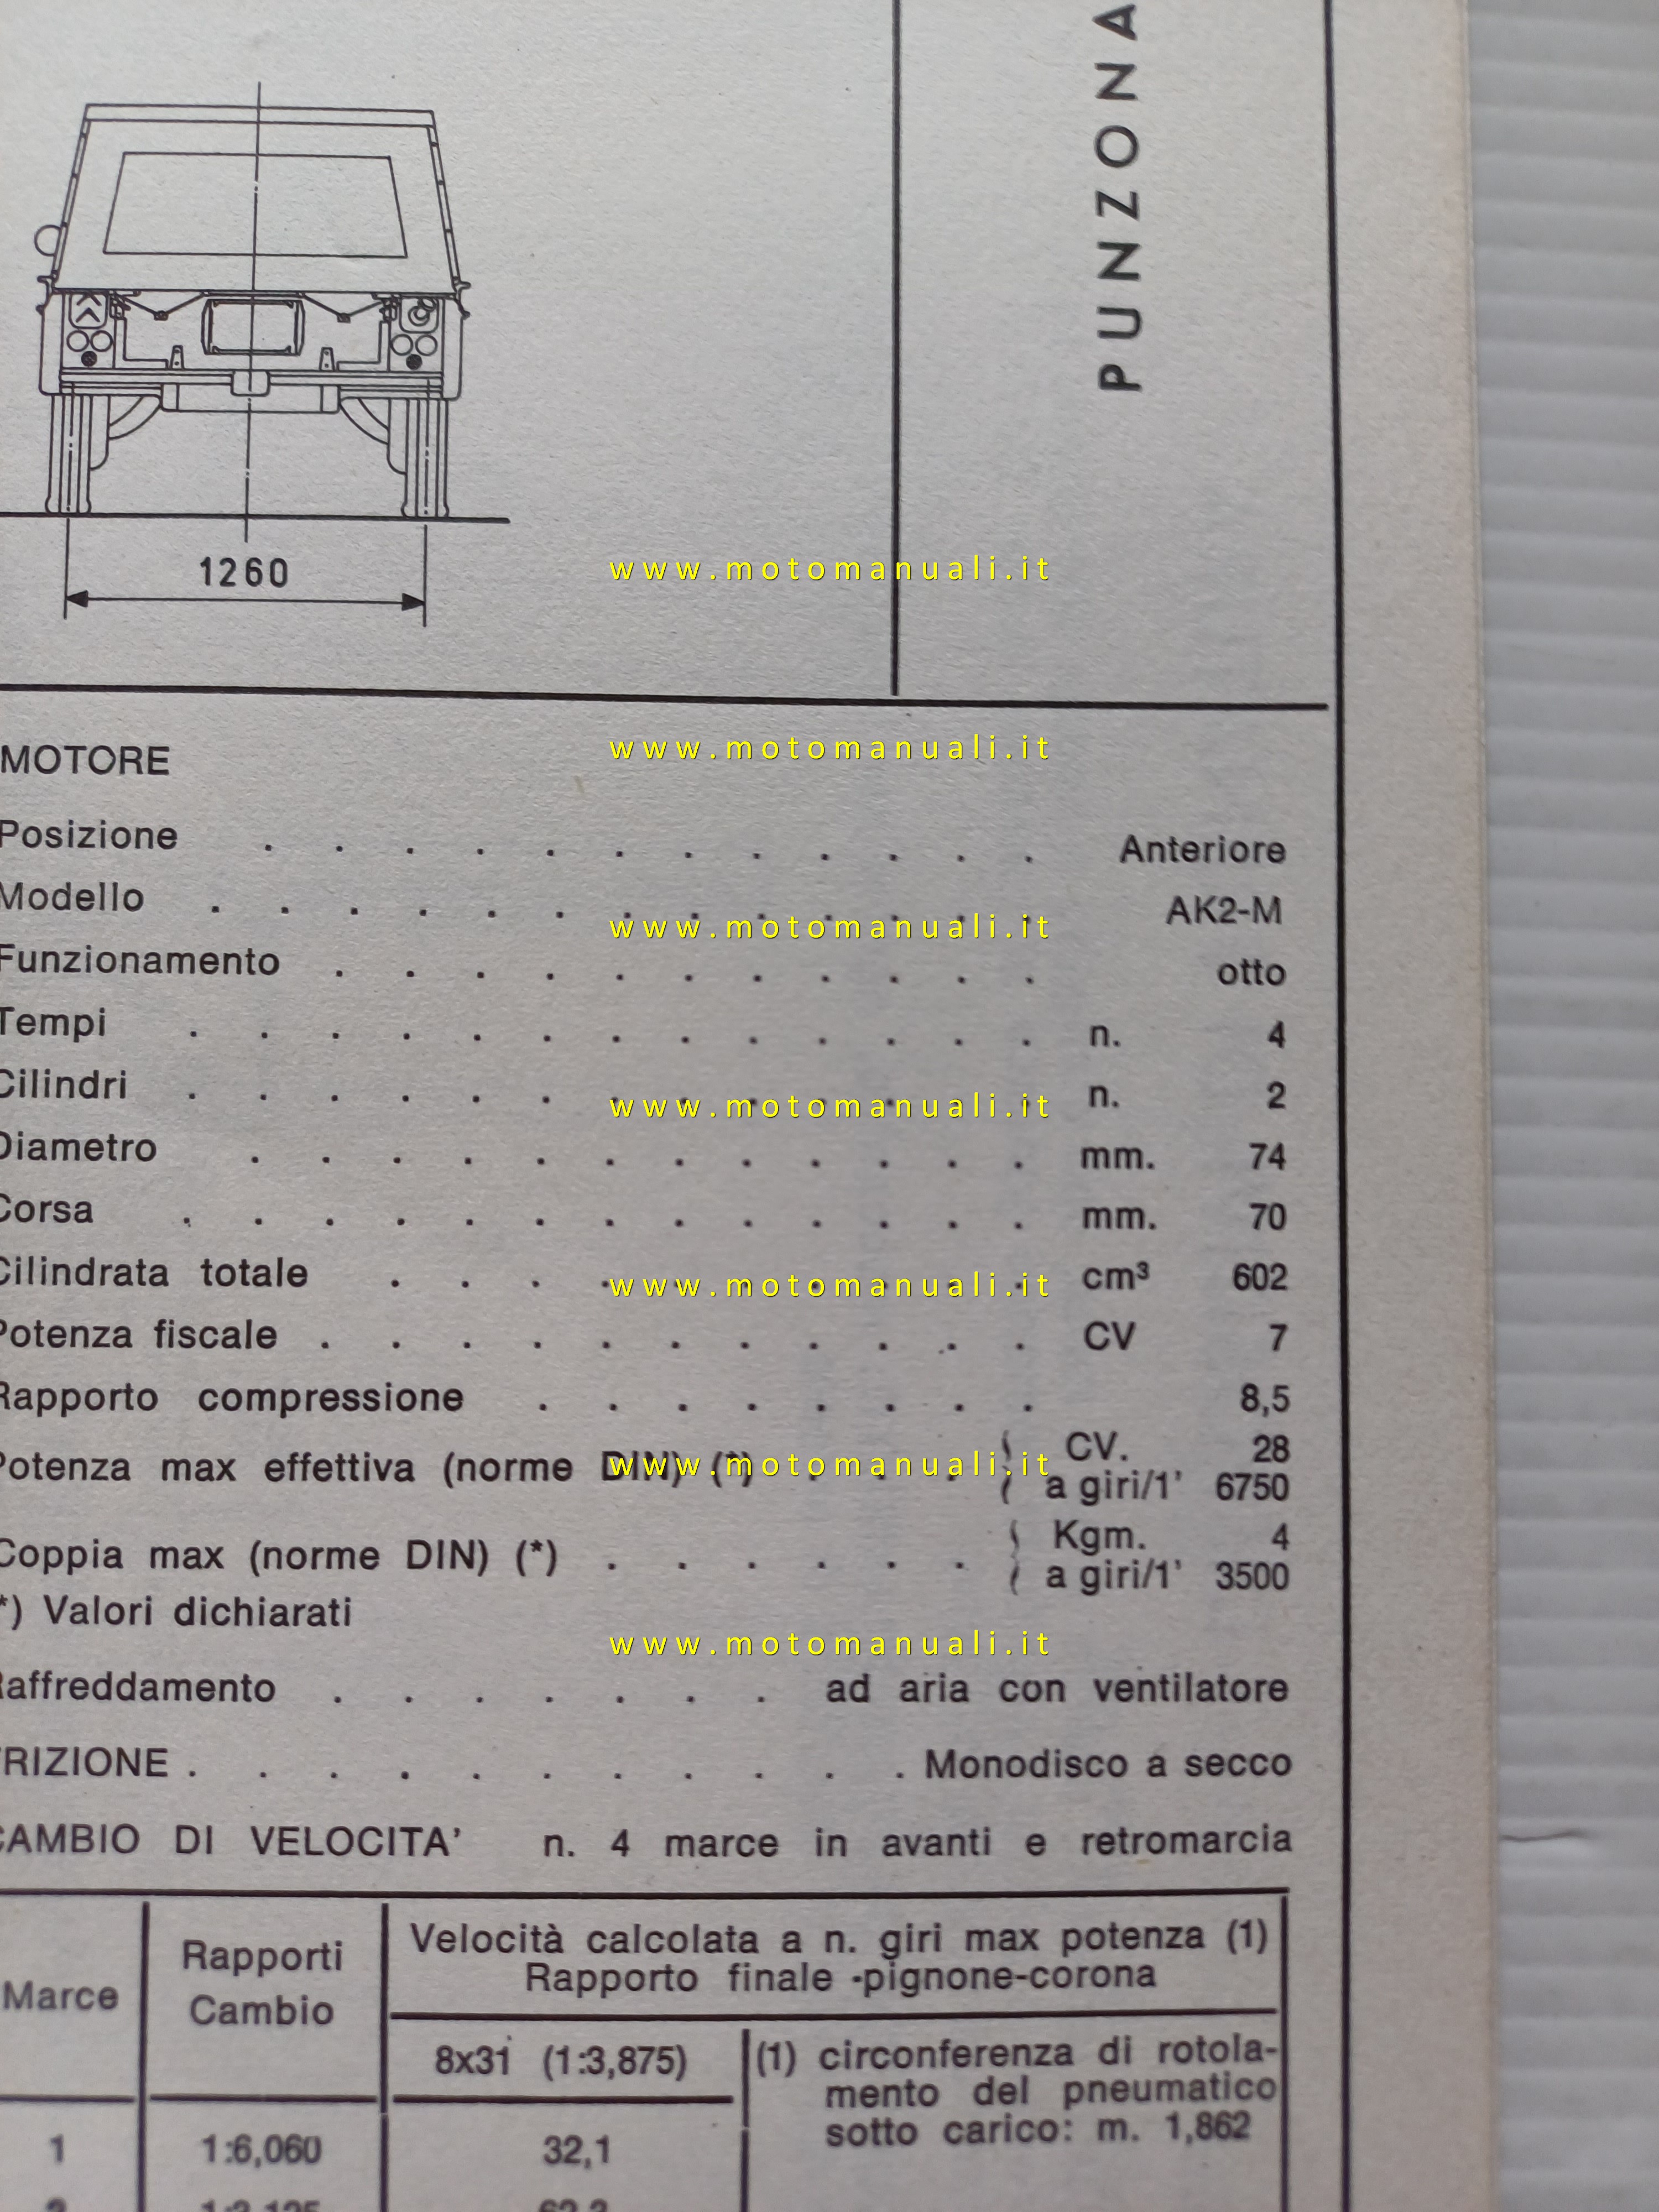 PUNZONA
1260
www.motomanuali.it
www.motomanuali.it
MOTORE
Posizione . . . . . . . . . . . . Anteriore
Modello . . . . . . . . . . . . . AK2-M
www.motomanuali.it
Funzionamento . . . . . . . . . . . otto
Tempi . . . . . . . . . . . . . n. 4
Cilindri . . . . . . . . . . . . . n. 2
www.motomanuali.it
Diametro . . . . . . . . . . . . mm. 74
Corsa . . . . . . . . . . . . . mm. 70
Cilindrata totale . . . . . . . . . . cm³ 602
www.motomanuali.it
Potenza fiscale . . . . . . . . . . . CV 7
Rapporto compressione . . . . . . . . 8,5
Potenza max effettiva (norme DIN) (*) . . . CV. 28
a giri/1' 6750
www.motomanuali.it
Coppia max (norme DIN) (*) . . . . . . Kgm. 4
a giri/1' 3500
*) Valori dichiarati
www.motomanuali.it
Raffreddamento . . . . . . . ad aria con ventilatore
FRIZIONE . . . . . . . . . . . Monodisco a secco
CAMBIO DI VELOCITA' n. 4 marce in avanti e retromarcia
Marce
Rapporti
Cambio
Velocità calcolata a n. giri max potenza (1)
Rapporto finale -pignone-corona
8x31 (1:3,875)
(1) circonferenza di rotola-
mento del pneumatico
sotto carico: m. 1,862
1 1:6,060 32,1